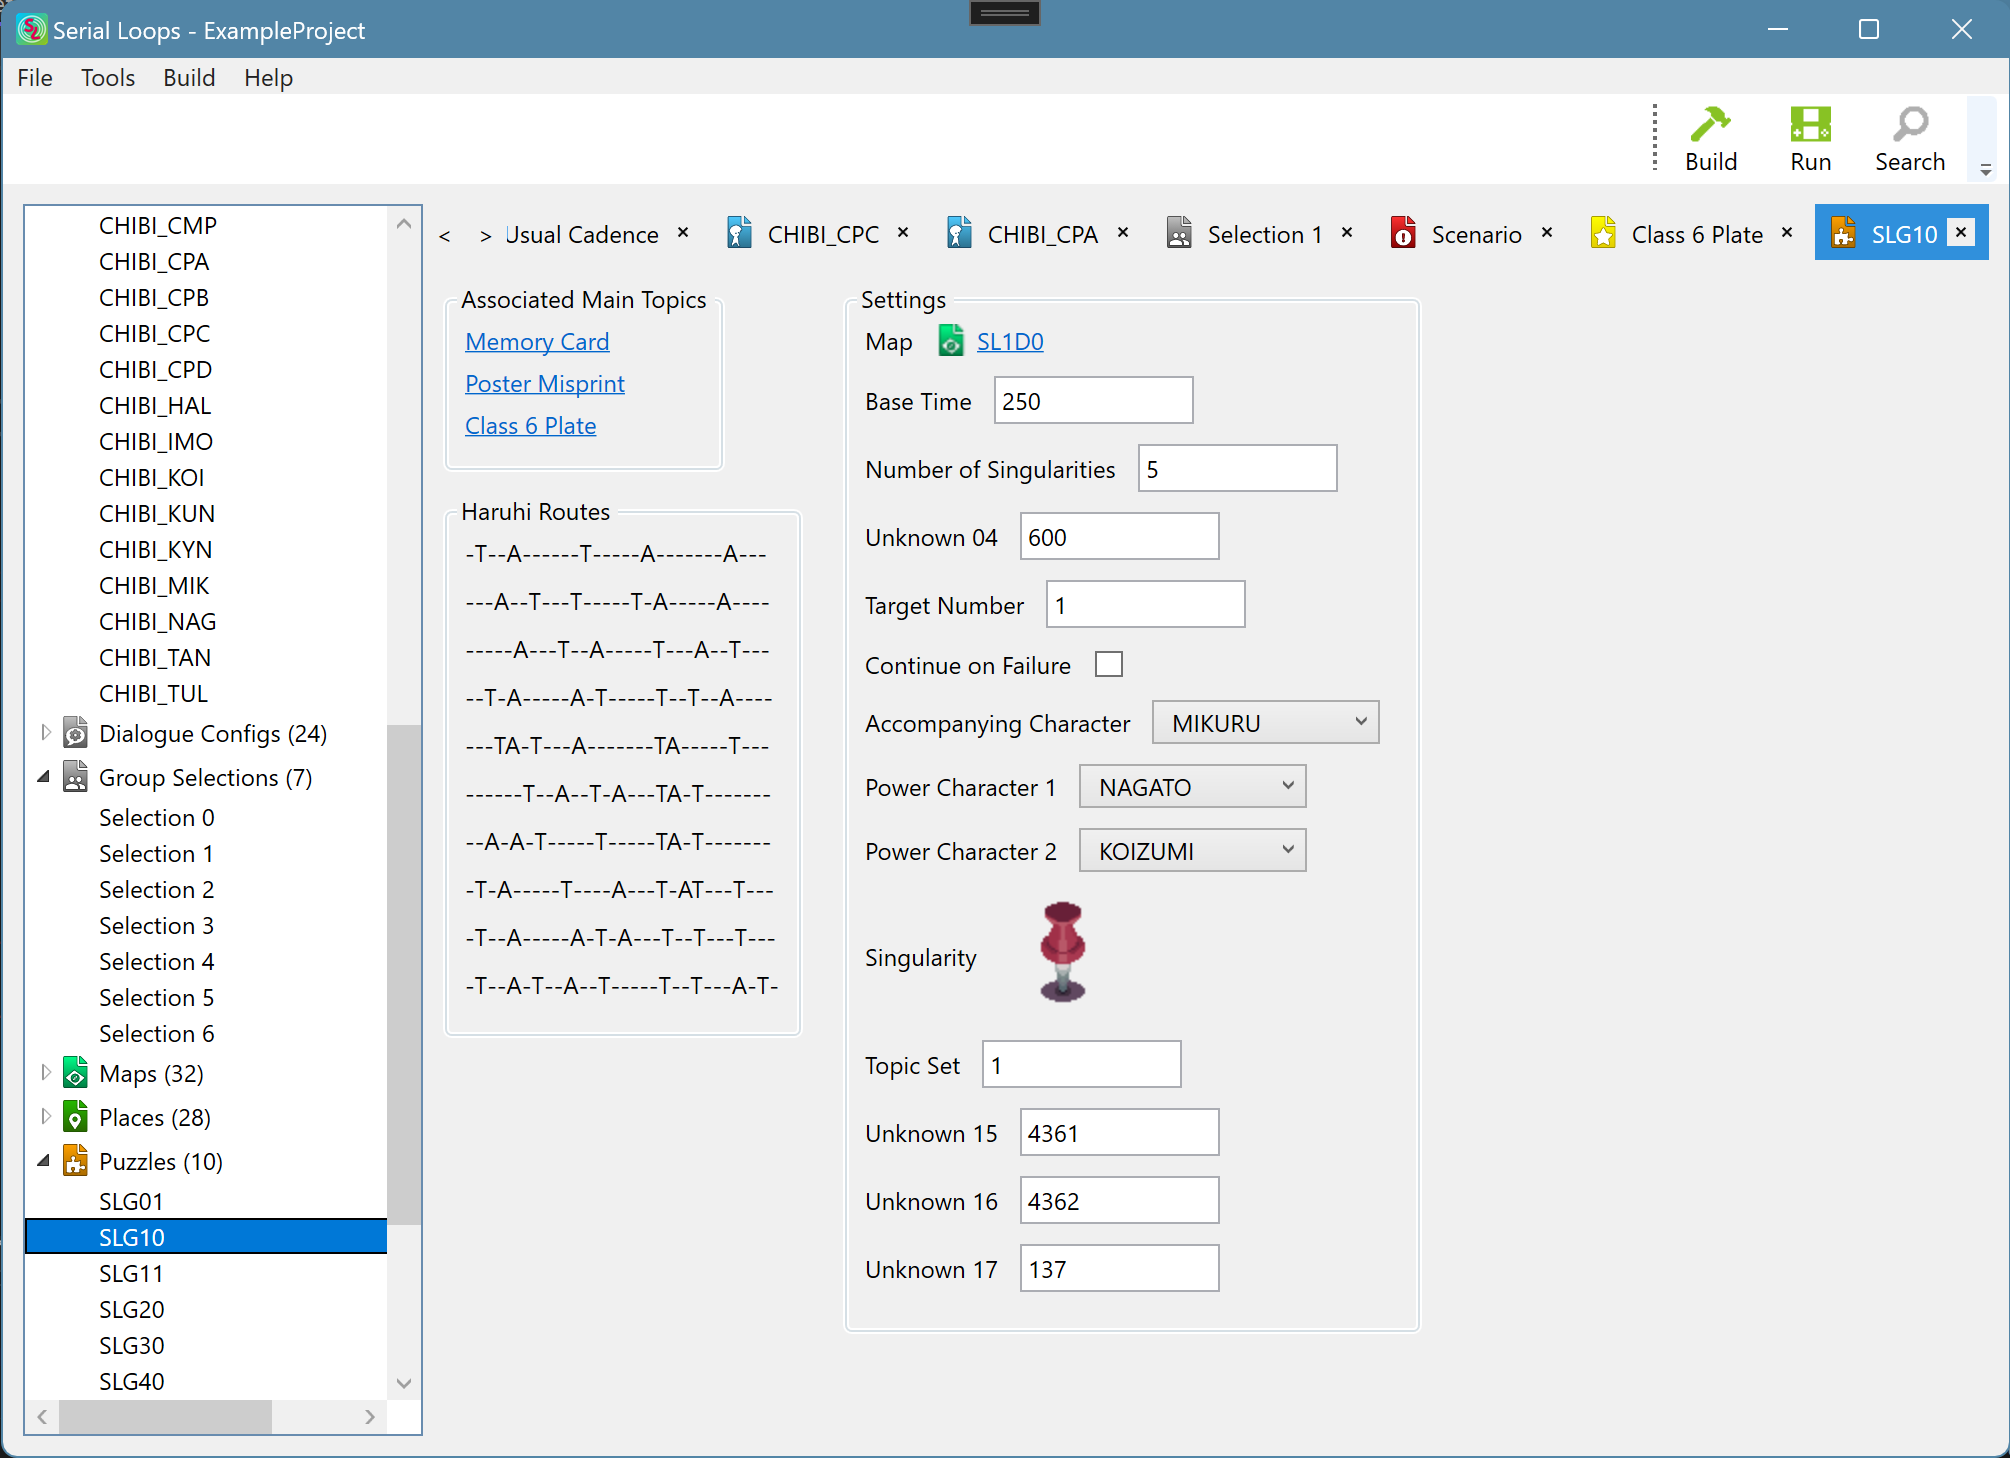 Serial Loops - ExampleProject
File Tools Build Help
Build Run Search
CHIBI_CMP
CHIBI_CPA
CHIBI_CPB
CHIBI_CPC
CHIBI_CPD
CHIBI_HAL
CHIBI_IMO
CHIBI_KOI
CHIBI_KUN
CHIBI_KYN
CHIBI_MIK
CHIBI_NAG
CHIBI_TAN
CHIBI_TUL
Dialogue Configs (24)
Group Selections (7)
Selection 0
Selection 1
Selection 2
Selection 3
Selection 4
Selection 5
Selection 6
Maps (32)
Places (28)
Puzzles (10)
SLG01
SLG10
SLG11
SLG20
SLG30
SLG40
< > Usual Cadence × CHIBI_CPC × CHIBI_CPA × Selection 1 × Scenario × Class 6 Plate × SLG10 ×
Associated Main Topics
Memory Card
Poster Misprint
Class 6 Plate
Haruhi Routes
-T--A------T-----A-------A---
---A--T---T-----T-A-----A----
-----A---T--A-----T---A--T---
--T-A-----A-T-----T--T--A----
---TA-T---A-------TA-----T---
------T--A--T-A---TA-T-------
--A-A-T-----T-----TA-T-------
-T-A-----T----A---T-AT---T---
-T--A-----A-T-A---T--T---T---
-T--A-T--A--T-----T--T---A-T-
Settings
Map SL1D0
Base Time 250
Number of Singularities 5
Unknown 04 600
Target Number 1
Continue on Failure
Accompanying Character MIKURU
Power Character 1 NAGATO
Power Character 2 KOIZUMI
Singularity
Topic Set 1
Unknown 15 4361
Unknown 16 4362
Unknown 17 137